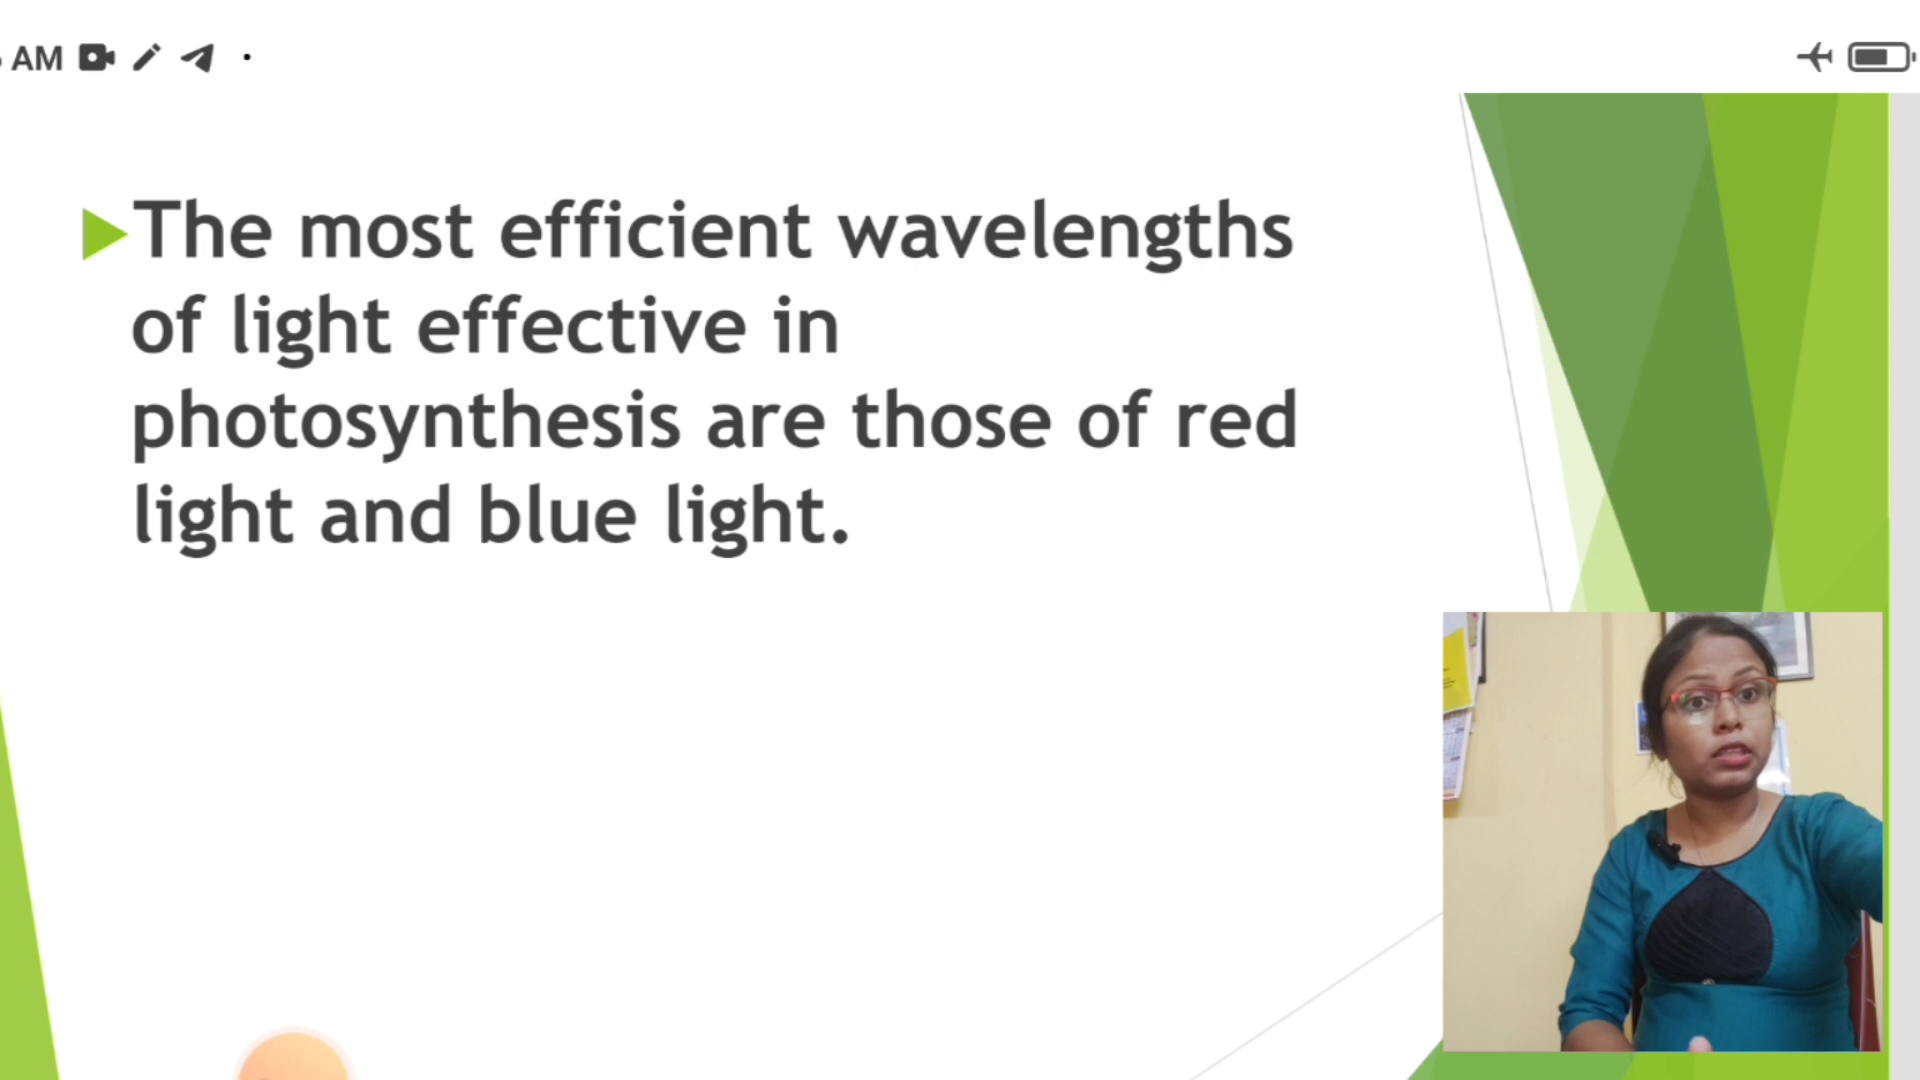 AM
The most efficient wavelengths
of light effective in
photosynthesis are those of red
light and blue light.